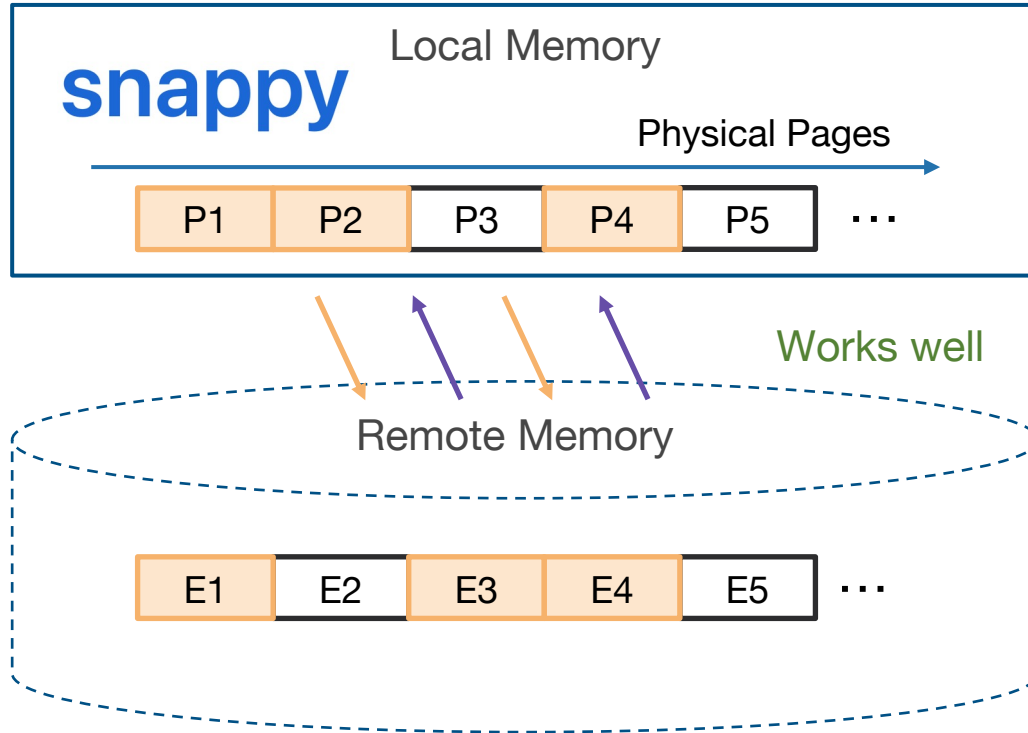 Local Memory
snappy
Physical Pages
P1 P2 P3 P4 P5 ...
Works well
Remote Memory
E1 E2 E3 E4 E5 ...